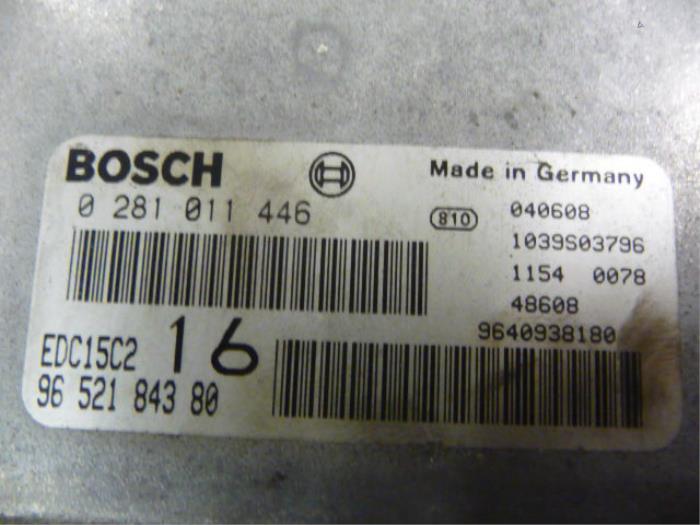 BOSCH
Made in Germany
0 281 011 446
810
040608
1039S03796
1154 0078
48608
9640938180
EDC15C2 16
96 521 843 80